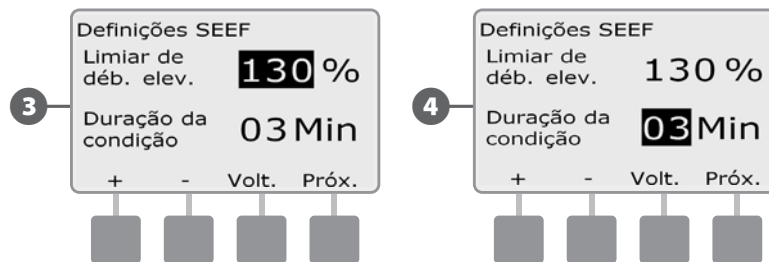 3
Definições SEEF
Limiar de
déb. elev.
130 %
Duração da
condição
03 Min
+ - Volt. Próx.
4
Definições SEEF
Limiar de
déb. elev.
130 %
Duração da
condição
03 Min
+ - Volt. Próx.